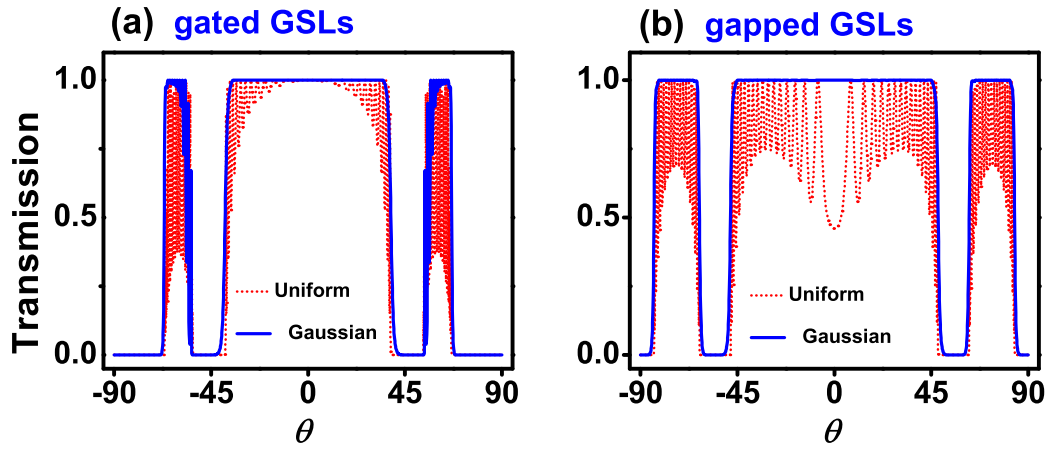 (a) gated GSLs
(b) gapped GSLs
Transmission
1.0
0.5
0.0
-90
-45
0
45
90
θ
Uniform
Gaussian
1.0
0.5
0.0
-90
-45
0
45
90
θ
Uniform
Gaussian